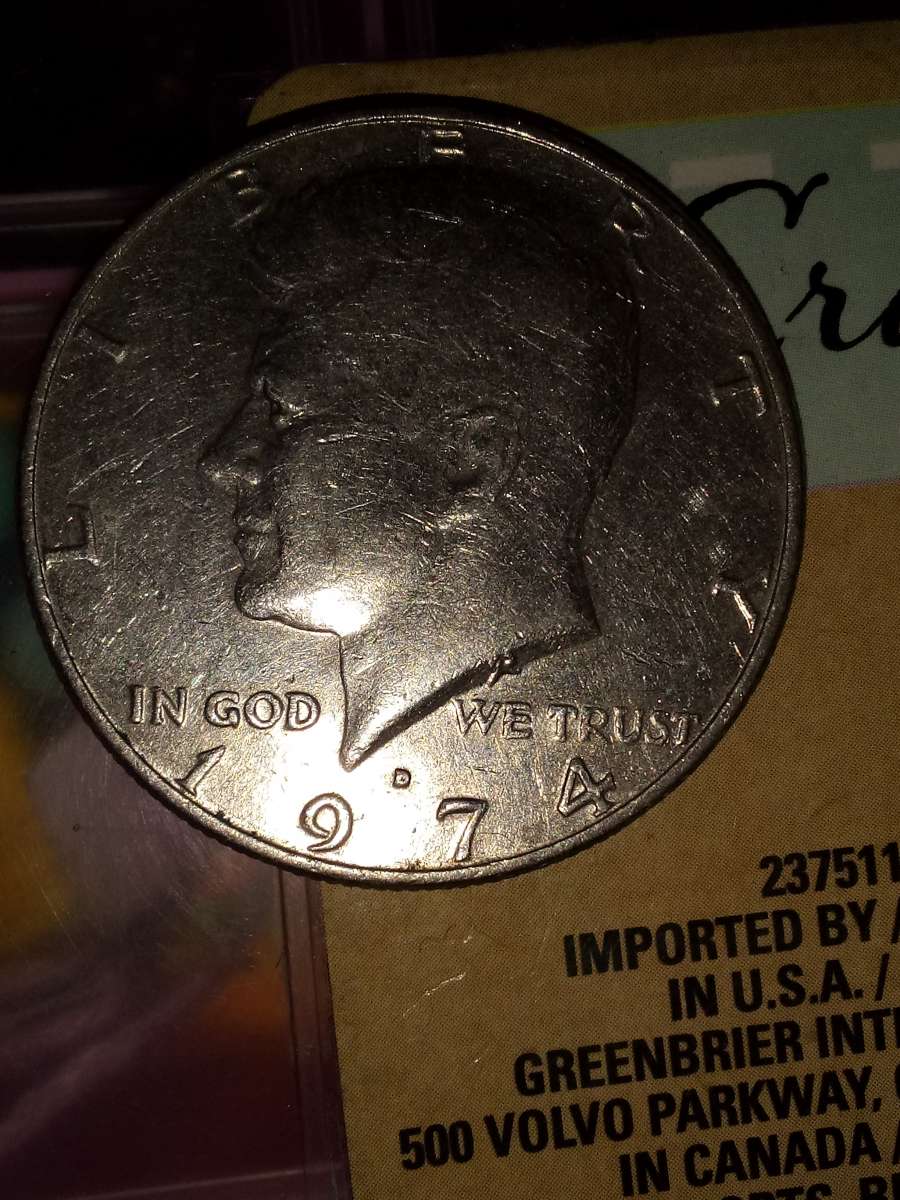 LIBERTY
IN GOD WE TRUST
D
1974
Cr
237511
IMPORTED BY /
IN U.S.A. /
GREENBRIER INT
500 VOLVO PARKWAY,
IN CANADA /